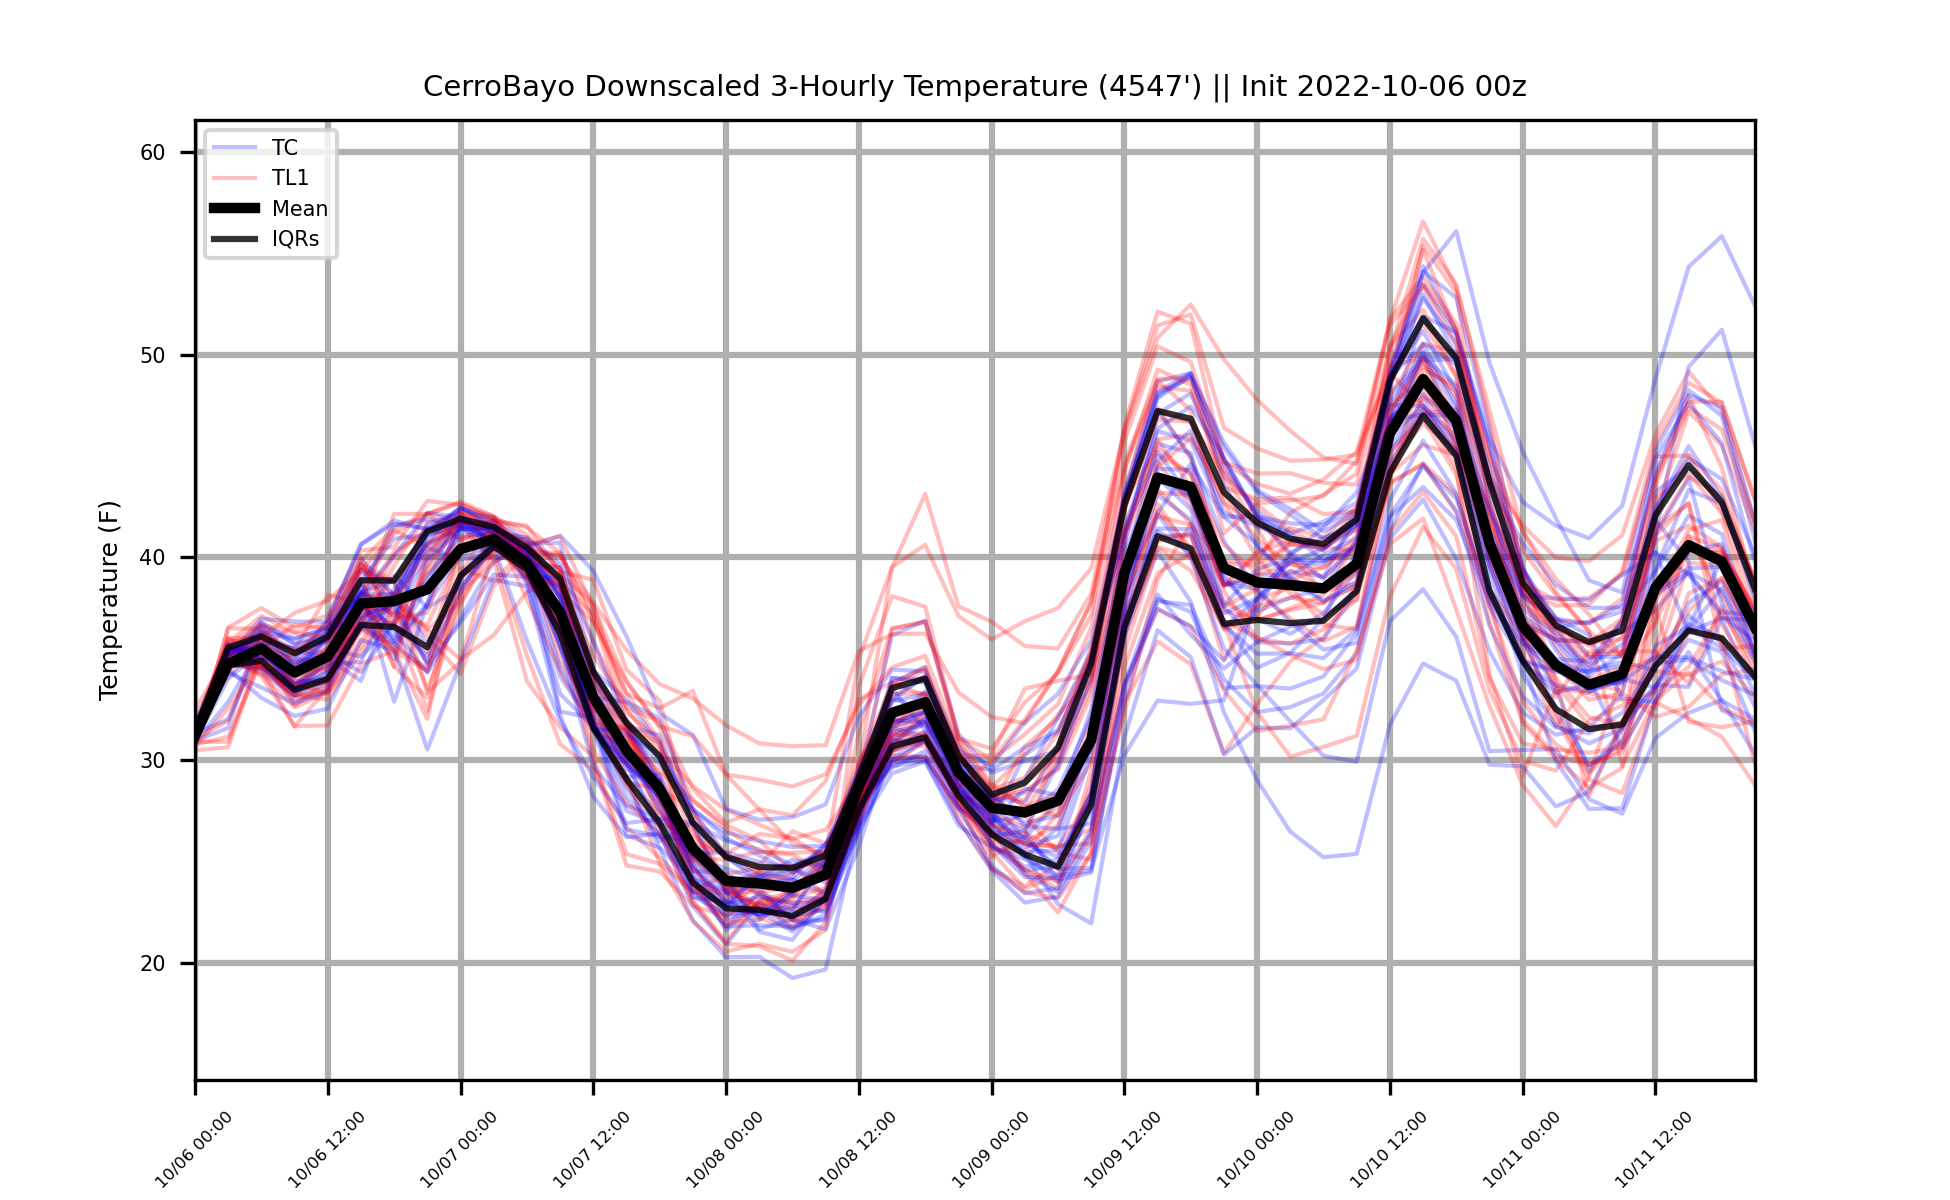 CerroBayo Downscaled 3-Hourly Temperature (4547') || Init 2022-10-06 00z
TC
TL1
Mean
IQRs
Temperature (F)
60
50
40
30
20
10/06 00:00
10/06 12:00
10/07 00:00
10/07 12:00
10/08 00:00
10/08 12:00
10/09 00:00
10/09 12:00
10/10 00:00
10/10 12:00
10/11 00:00
10/11 12:00